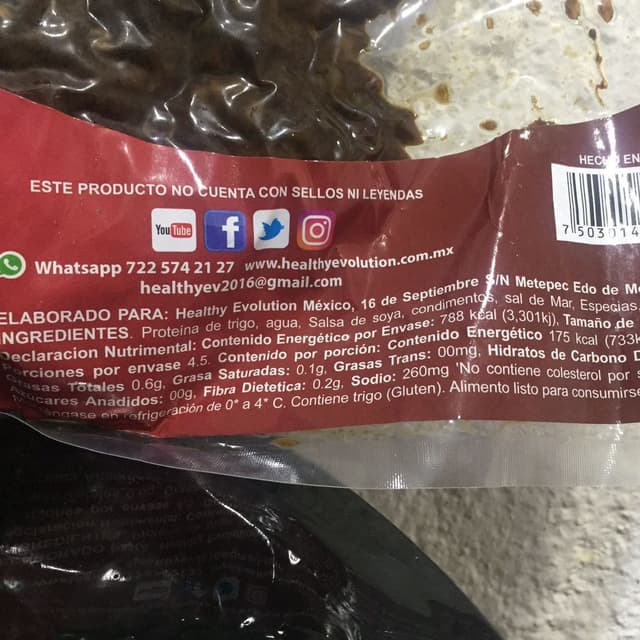 ESTE PRODUCTO NO CUENTA CON SELLOS NI LEYENDAS
HECHO EN
YouTube
7 503014
Whatsapp 722 574 21 27 www.healthyevolution.com.mx
healthyev2016@gmail.com
ELABORADO PARA: Healthy Evolution México, 16 de Septiembre S/N Metepec Edo de
INGREDIENTES. Proteína de trigo, agua, Salsa de soya, condimentos, sal de Mar, Especias
Declaracion Nutrimental: Contenido Energético por Envase: 788 kcal (3,301kj), Tamaño de
Porciones por envase 4.5. Contenido por porción: Contenido Energético 175 kcal (733k
Grasas Totales 0.6g, Grasa Saturadas: 0.1g, Grasas Trans: 00mg, Hidratos de Carbono
Azucares Anadidos: 00g, Fibra Dietetica: 0.2g, Sodio: 260mg 'No contiene colesterol por
en refrigeración de 0° a 4° C. Contiene trigo (Gluten). Alimento listo para consumirse